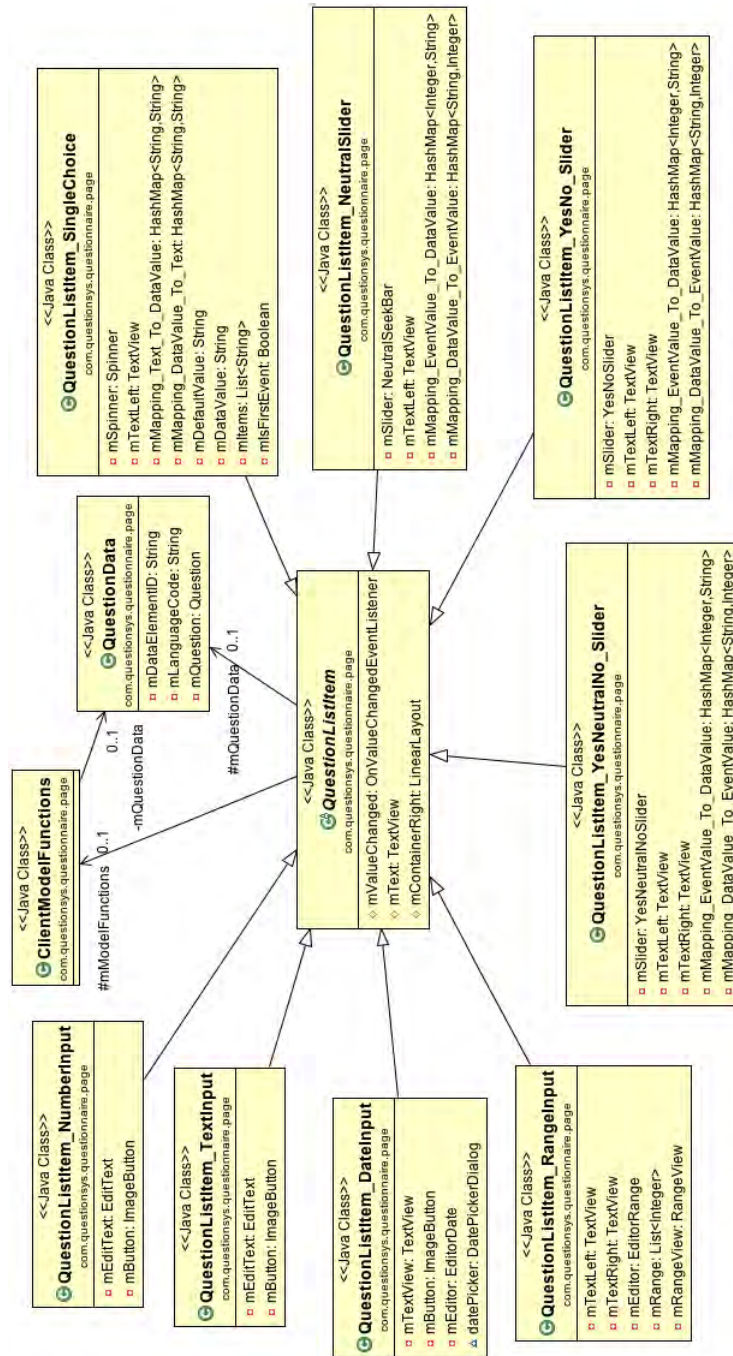 <<Java Class>>
ClientModelFunctions
com.questionsys.questionnaire.page
<<Java Class>>
QuestionData
com.questionsys.questionnaire.page
mDataElementID: String
mLanguageCode: String
mQuestion: Question
<<Java Class>>
QuestionListItem_SingleChoice
com.questionsys.questionnaire.page
mSpinner: Spinner
mTextLeft: TextView
mMapping_Text_To_DataValue: HashMap<String,String>
mMapping_DataValue_To_Text: HashMap<String,String>
mDefaultValue: String
mDataValue: String
mItems: List<String>
mIsFirstEvent: Boolean
0..1
-mQuestionData
#mModelFunctions 0..1
#mQuestionData 0..1
<<Java Class>>
QuestionListItem_NumberInput
com.questionsys.questionnaire.page
mEditText: EditText
mButton: ImageButton
<<Java Class>>
QuestionListItem_TextInput
com.questionsys.questionnaire.page
mEditText: EditText
mButton: ImageButton
<<Java Class>>
QuestionListItem
com.questionsys.questionnaire.page
mValueChanged: OnValueChangedEventListener
mText: TextView
mContainerRight: LinearLayout
<<Java Class>>
QuestionListItem_NeutralSlider
com.questionsys.questionnaire.page
mSlider: NeutralSeekBar
mTextLeft: TextView
mMapping_EventValue_To_DataValue: HashMap<Integer,String>
mMapping_DataValue_To_EventValue: HashMap<String,Integer>
<<Java Class>>
QuestionListItem_DateInput
com.questionsys.questionnaire.page
mTextView: TextView
mButton: ImageButton
mEditor: EditorDate
datePicker: DatePickerDialog
<<Java Class>>
QuestionListItem_RangeInput
com.questionsys.questionnaire.page
mTextLeft: TextView
mTextRight: TextView
mEditor: EditorRange
mRange: List<Integer>
mRangeView: RangeView
<<Java Class>>
QuestionListItem_YesNeutralNo_Slider
com.questionsys.questionnaire.page
mSlider: YesNeutralNoSlider
mTextLeft: TextView
mTextRight: TextView
mMapping_EventValue_To_DataValue: HashMap<Integer,String>
mMapping_DataValue_To_EventValue: HashMap<String,Integer>
<<Java Class>>
QuestionListItem_YesNo_Slider
com.questionsys.questionnaire.page
mSlider: YesNoSlider
mTextLeft: TextView
mTextRight: TextView
mMapping_EventValue_To_DataValue: HashMap<Integer,String>
mMapping_DataValue_To_EventValue: HashMap<String,Integer>